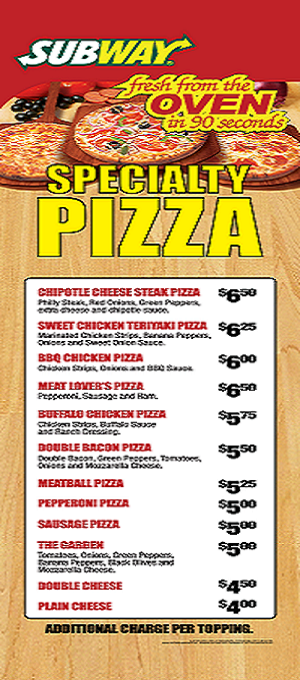 SUBWAY
fresh from the
OVEN
in 90 seconds
SPECIALTY
PIZZA
CHIPOTLE CHEESE STEAK PIZZA $6.50
Philly Steak, Red Onions, Green Peppers,
extra cheese and chipotle sauce.
SWEET CHICKEN TERIYAKI PIZZA $6.25
Marinated Chicken Strips, Banana Peppers,
Onions and Sweet Onion Sauce.
BBQ CHICKEN PIZZA $6.00
Chicken Strips, Onions and BBQ Sauce.
MEAT LOVER'S PIZZA $6.50
Pepperoni, Sausage and Ham.
BUFFALO CHICKEN PIZZA $5.75
Chicken Strips, Buffalo Sauce
and Ranch Dressing.
DOUBLE BACON PIZZA $5.50
Double Bacon, Green Peppers, Tomatoes,
Onions and Mozzarella Cheese.
MEATBALL PIZZA $5.25
PEPPERONI PIZZA $5.00
SAUSAGE PIZZA $5.00
THE GARDEN $5.00
Tomatoes, Onions, Green Peppers,
Banana Peppers, Black Olives and
Mozzarella Cheese.
DOUBLE CHEESE $4.50
PLAIN CHEESE $4.00
ADDITIONAL CHARGE PER TOPPING.